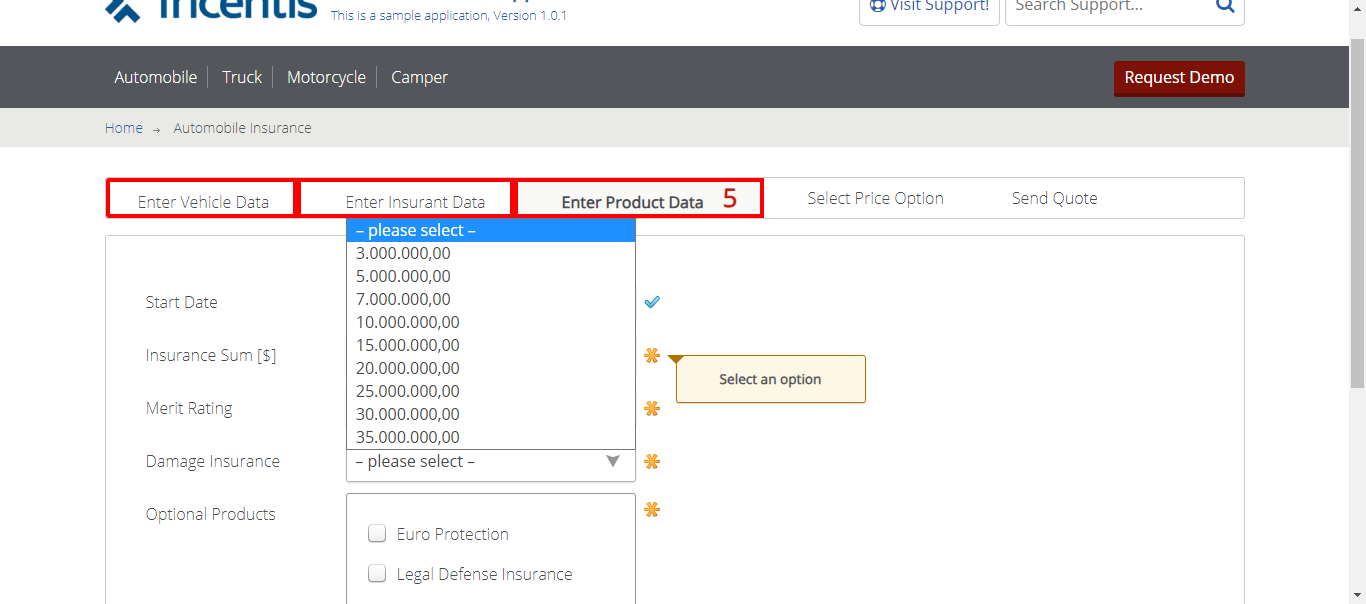 Tricentis
This is a sample application, Version 1.0.1
Visit Support!
Search Support...
Automobile
Truck
Motorcycle
Camper
Request Demo
Home → Automobile Insurance
Enter Vehicle Data
Enter Insurant Data
Enter Product Data 5
Select Price Option
Send Quote
– please select –
3.000.000,00
5.000.000,00
7.000.000,00
10.000.000,00
15.000.000,00
20.000.000,00
25.000.000,00
30.000.000,00
35.000.000,00
Start Date
Insurance Sum [$]
Select an option
Merit Rating
Damage Insurance
– please select –
Optional Products
Euro Protection
Legal Defense Insurance